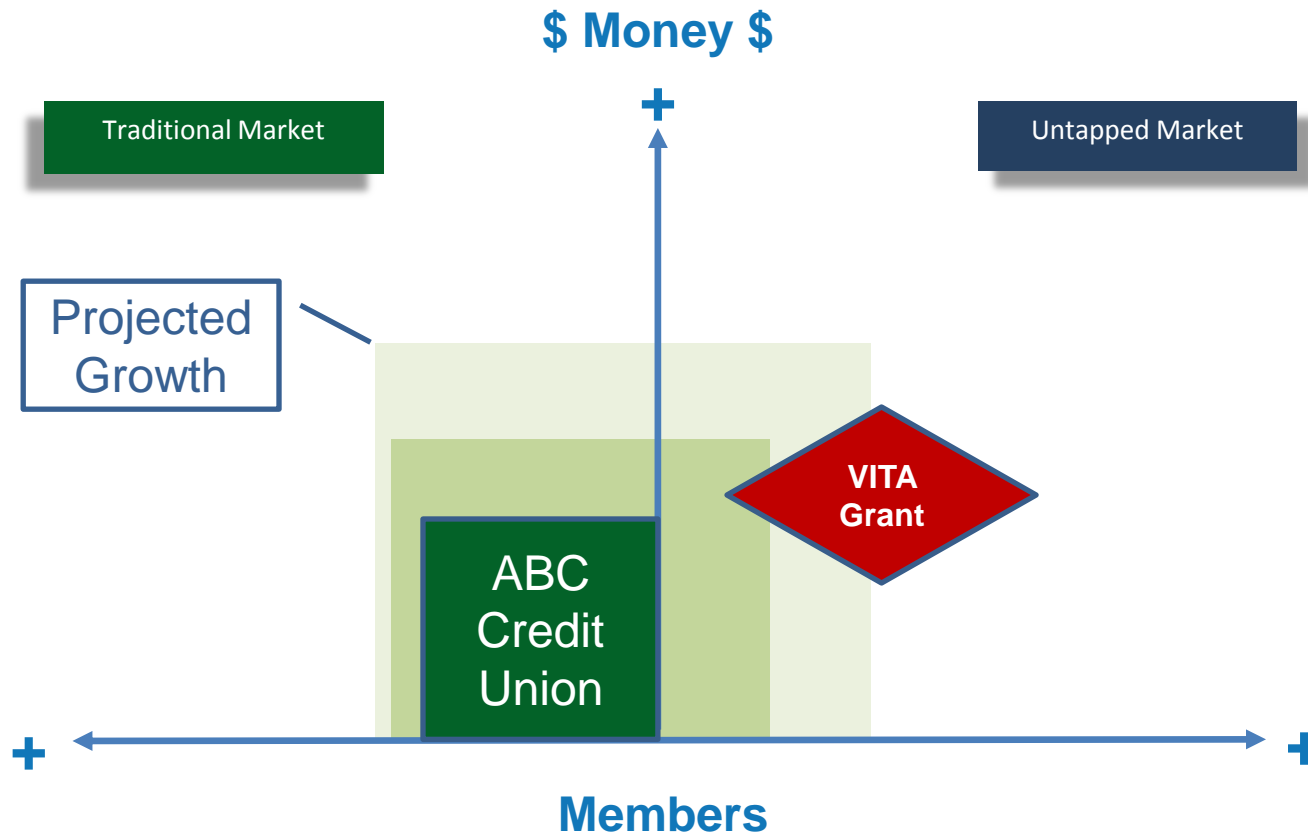 $ Money $
+
Traditional Market
Untapped Market
Projected
Growth
VITA
Grant
ABC
Credit
Union
+
+
Members